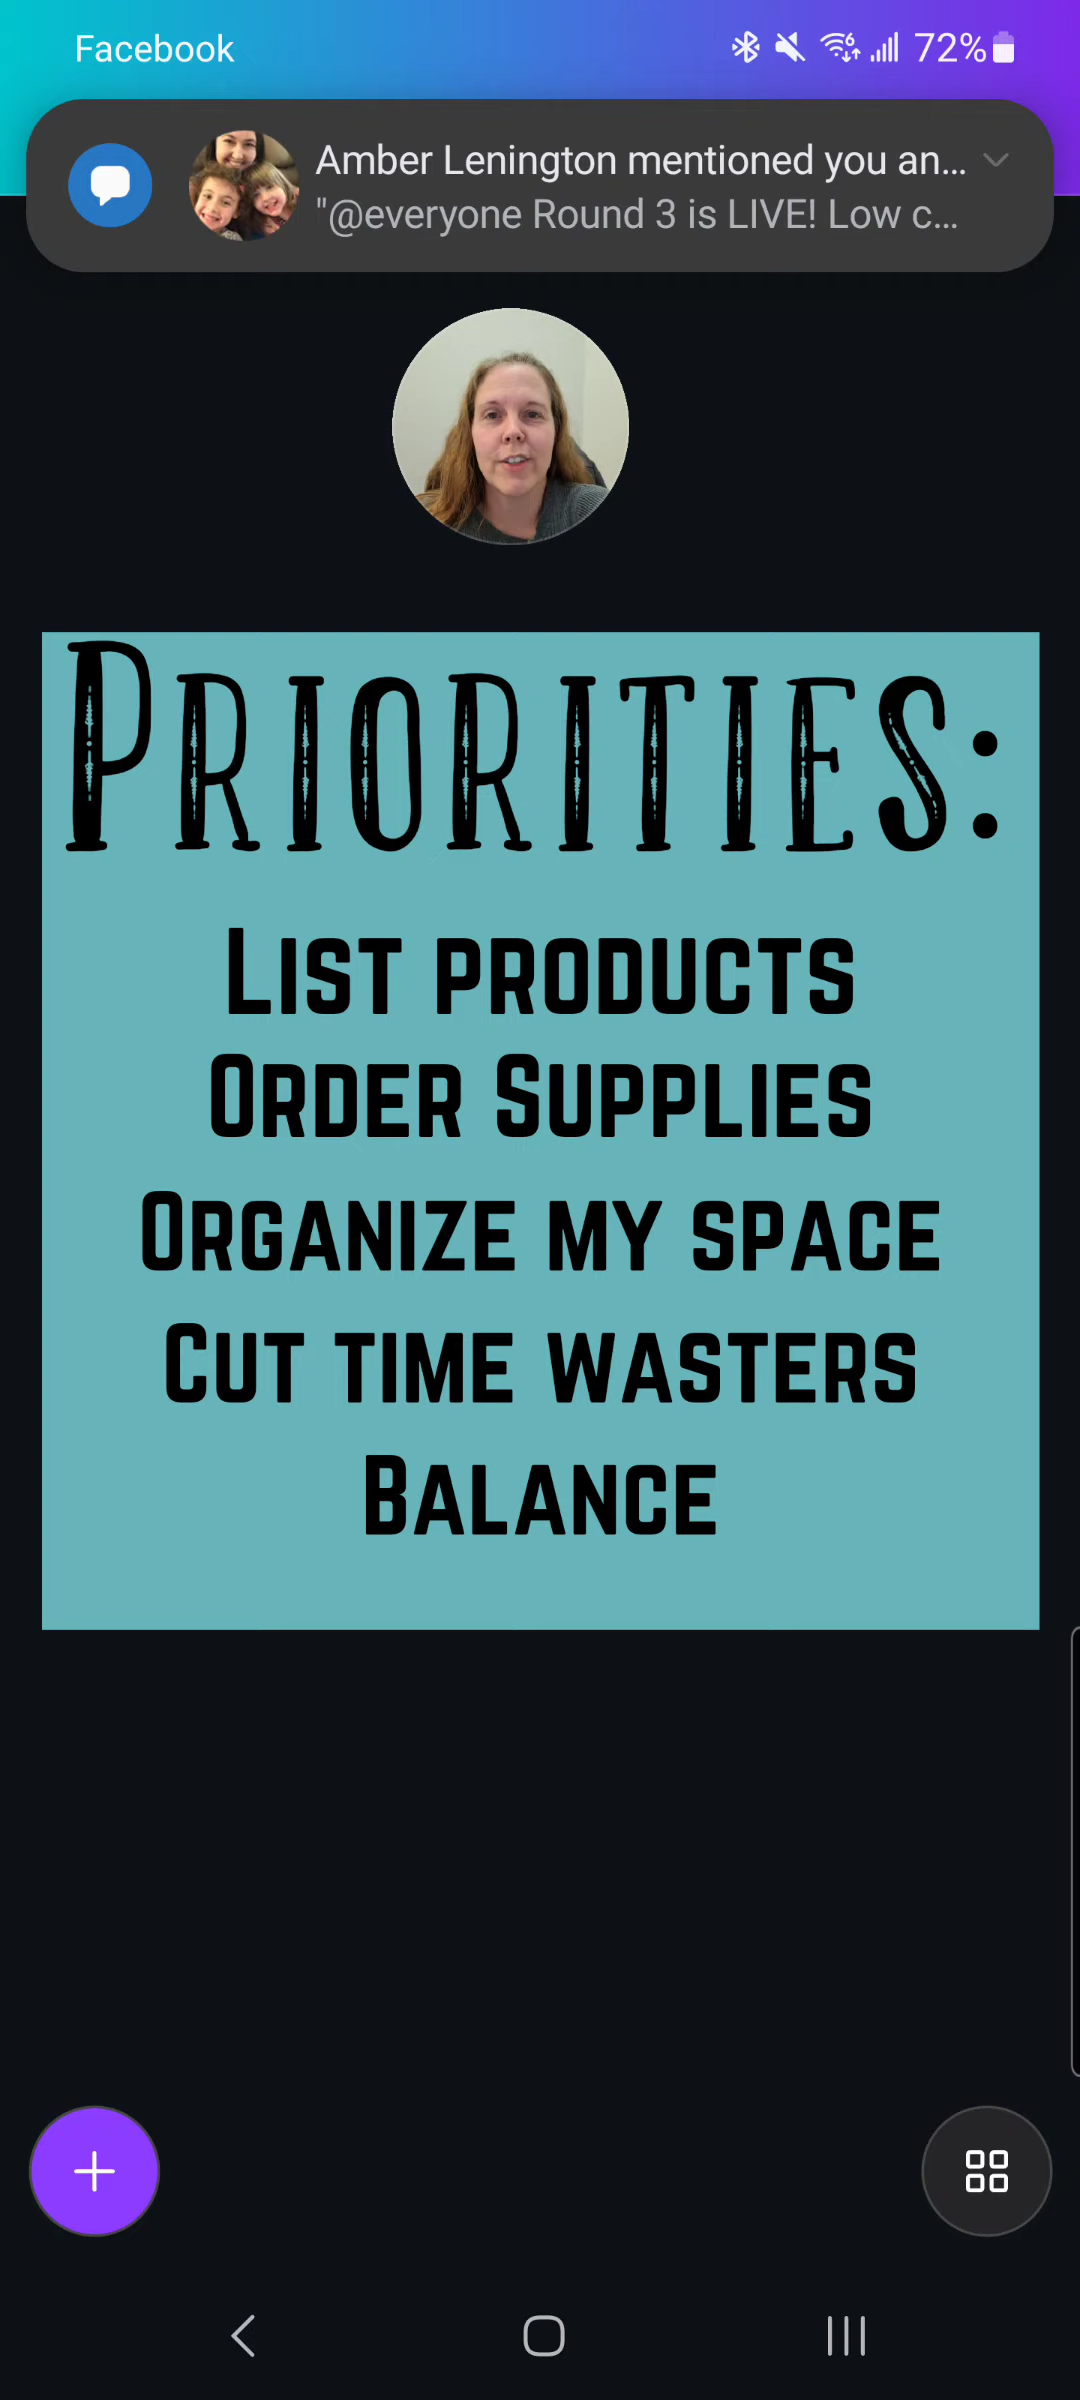 Facebook
72%
Amber Lenington mentioned you an...
"@everyone Round 3 is LIVE! Low c...
PRIORITIES:
LIST PRODUCTS
ORDER SUPPLIES
ORGANIZE MY SPACE
CUT TIME WASTERS
BALANCE